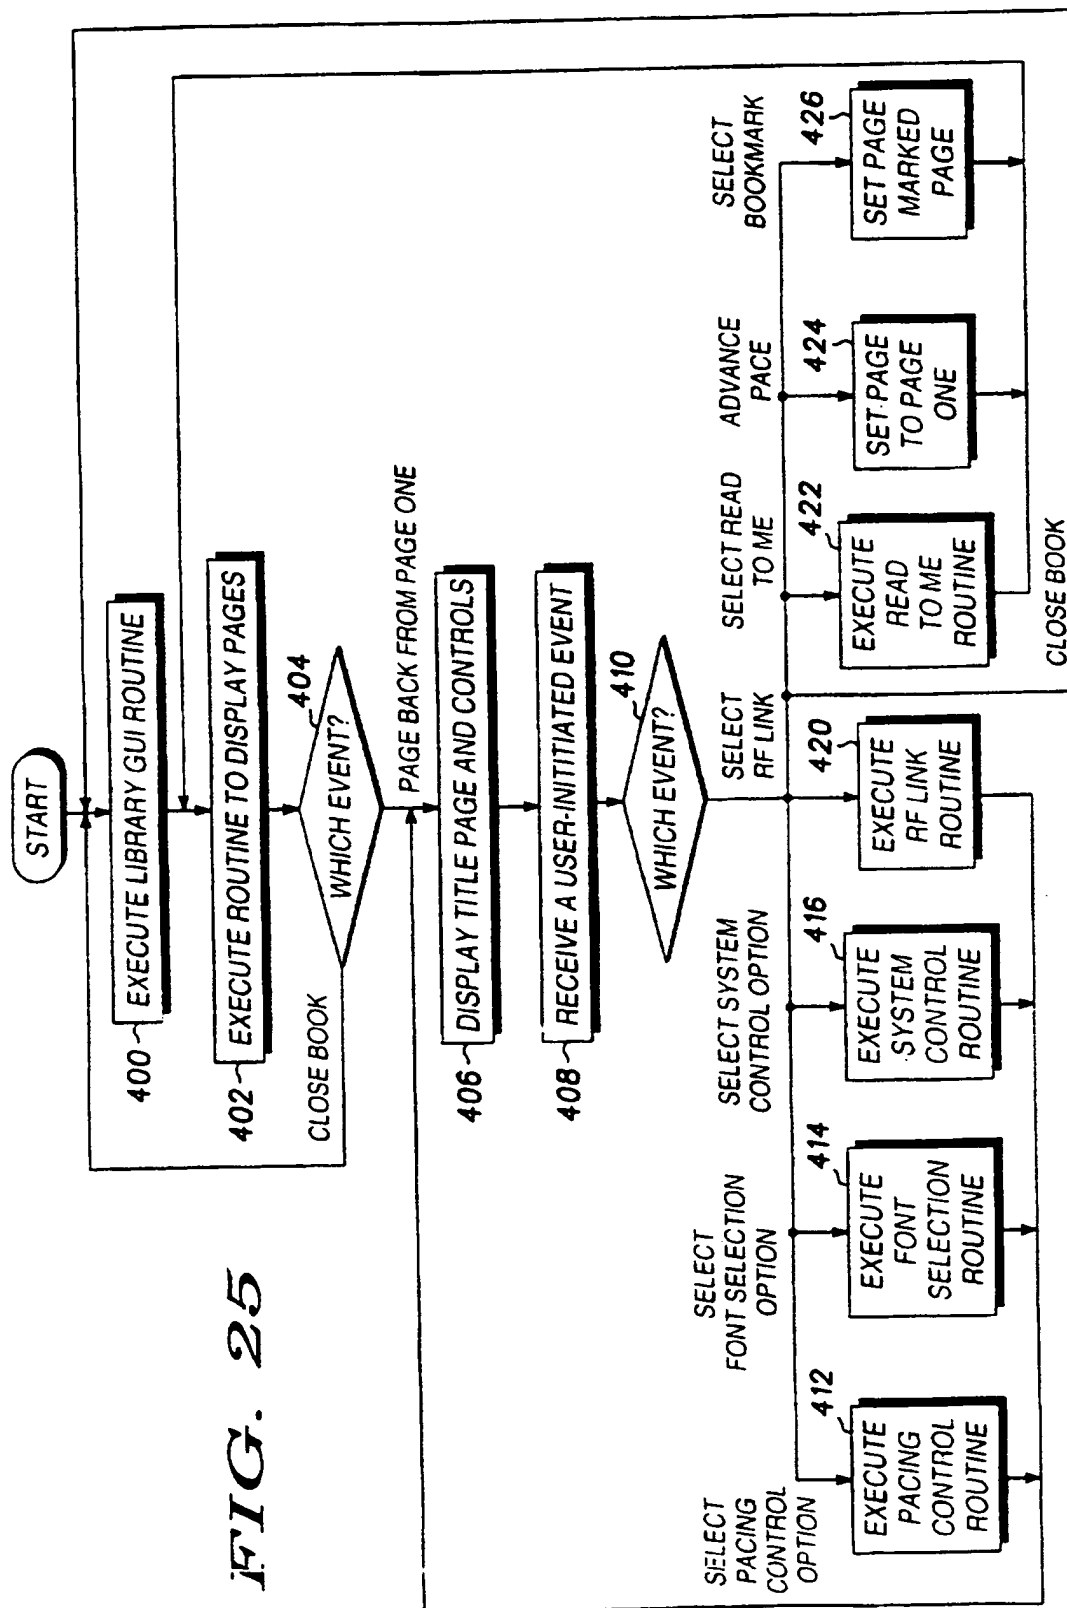 FIG. 25
START
400
EXECUTE LIBRARY GUI ROUTINE
402
EXECUTE ROUTINE TO DISPLAY PAGES
404
WHICH EVENT?
CLOSE BOOK
PAGE BACK FROM PAGE ONE
406
DISPLAY TITLE PAGE AND CONTROLS
408
RECEIVE A USER-INITITIATED EVENT
410
WHICH EVENT?
SELECT
PACING
CONTROL
OPTION
412
EXECUTE
PACING
CONTROL
ROUTINE
SELECT
FONT SELECTION
OPTION
414
EXECUTE
FONT
SELECTION
ROUTINE
SELECT SYSTEM
CONTROL OPTION
416
EXECUTE
SYSTEM
CONTROL
ROUTINE
SELECT
RF LINK
420
EXECUTE
RF LINK
ROUTINE
SELECT READ
TO ME
422
EXECUTE
READ
TO ME
ROUTINE
ADVANCE
PACE
424
SET PAGE
TO PAGE
ONE
SELECT
BOOKMARK
426
SET PAGE
MARKED
PAGE
CLOSE BOOK